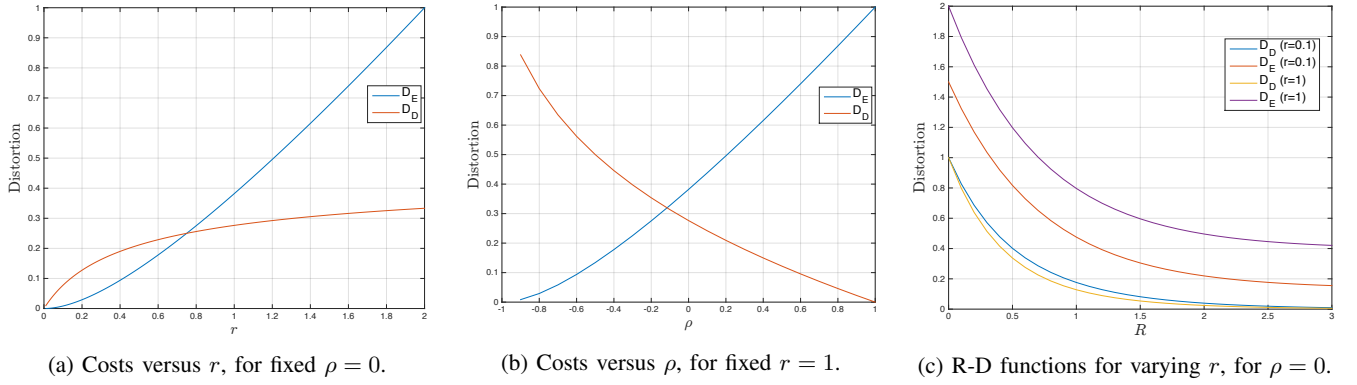 1
0.9
0.8
0.7
0.6
0.5
0.4
0.3
0.2
0.1
0
Distortion
0 0.2 0.4 0.6 0.8 1 1.2 1.4 1.6 1.8 2
r
D_E
D_D
(a) Costs versus r, for fixed ρ = 0.
1
0.9
0.8
0.7
0.6
0.5
0.4
0.3
0.2
0.1
0
Distortion
-1 -0.8 -0.6 -0.4 -0.2 0 0.2 0.4 0.6 0.8 1
ρ
D_E
D_D
(b) Costs versus ρ, for fixed r = 1.
2
1.8
1.6
1.4
1.2
1
0.8
0.6
0.4
0.2
0
Distortion
0 0.5 1 1.5 2 2.5 3
R
D_D (r=0.1)
D_E (r=0.1)
D_D (r=1)
D_E (r=1)
(c) R-D functions for varying r, for ρ = 0.